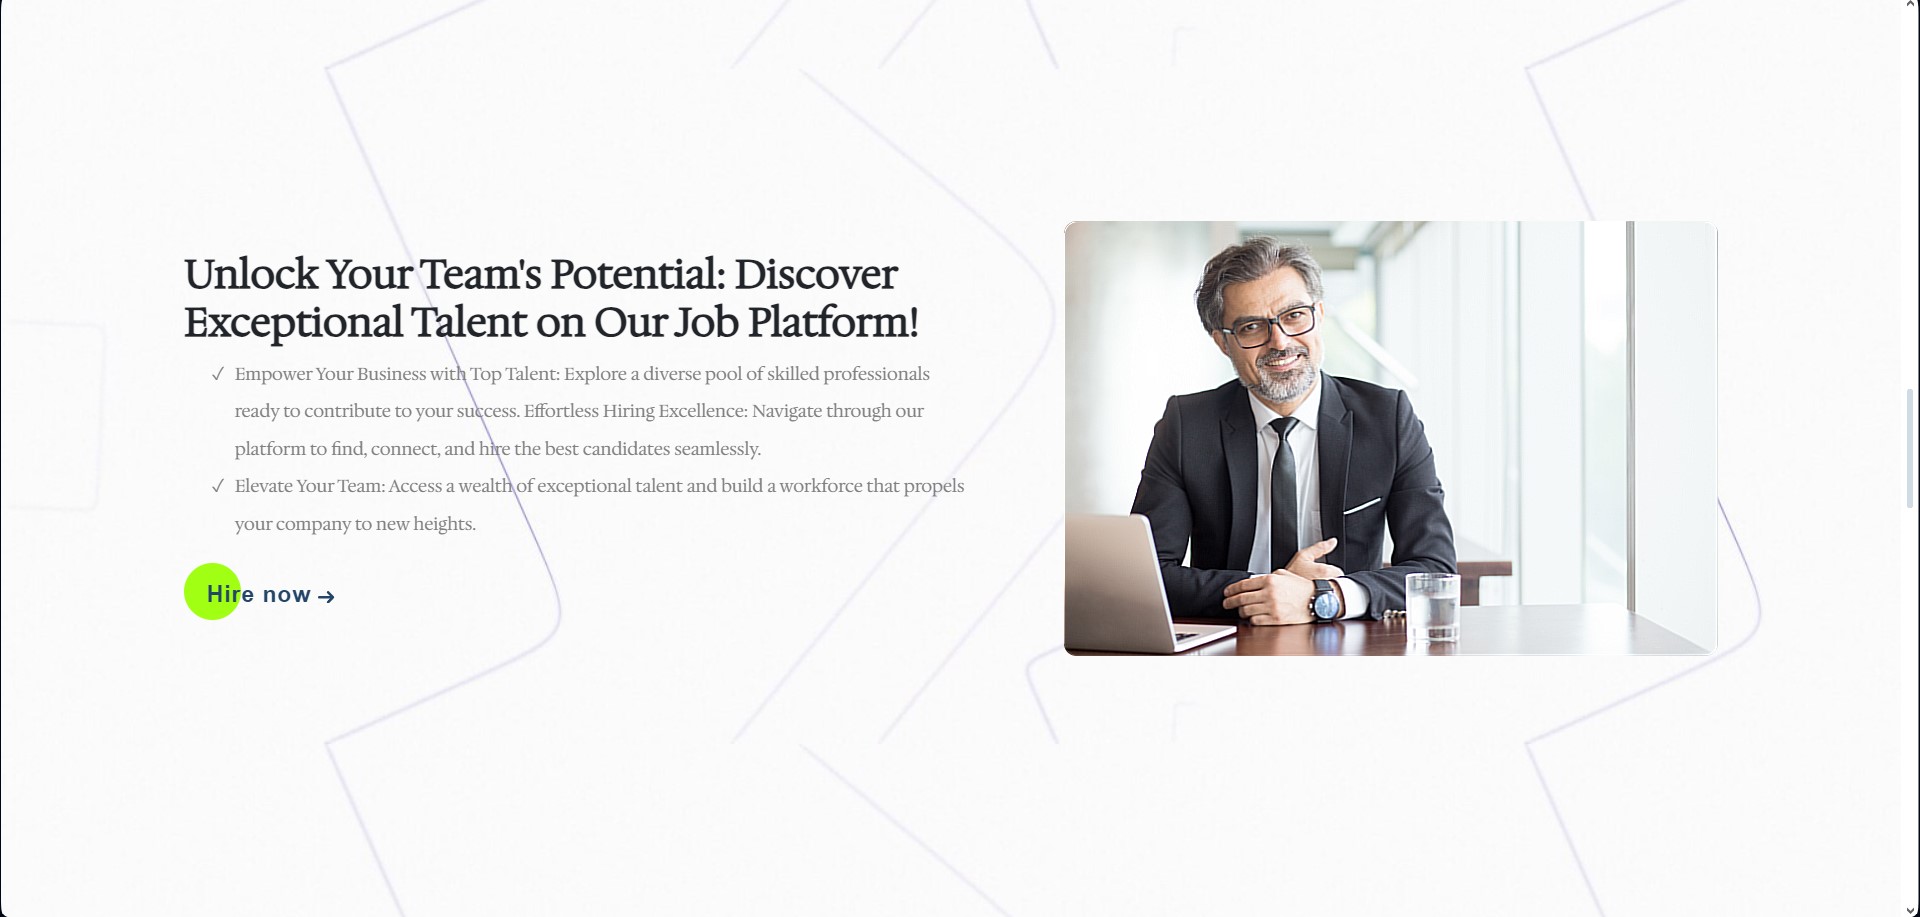 Unlock Your Team's Potential: Discover
Exceptional Talent on Our Job Platform!
✓ Empower Your Business with Top Talent: Explore a diverse pool of skilled professionals
ready to contribute to your success. Effortless Hiring Excellence: Navigate through our
platform to find, connect, and hire the best candidates seamlessly.
✓ Elevate Your Team: Access a wealth of exceptional talent and build a workforce that propels
your company to new heights.
Hire now →